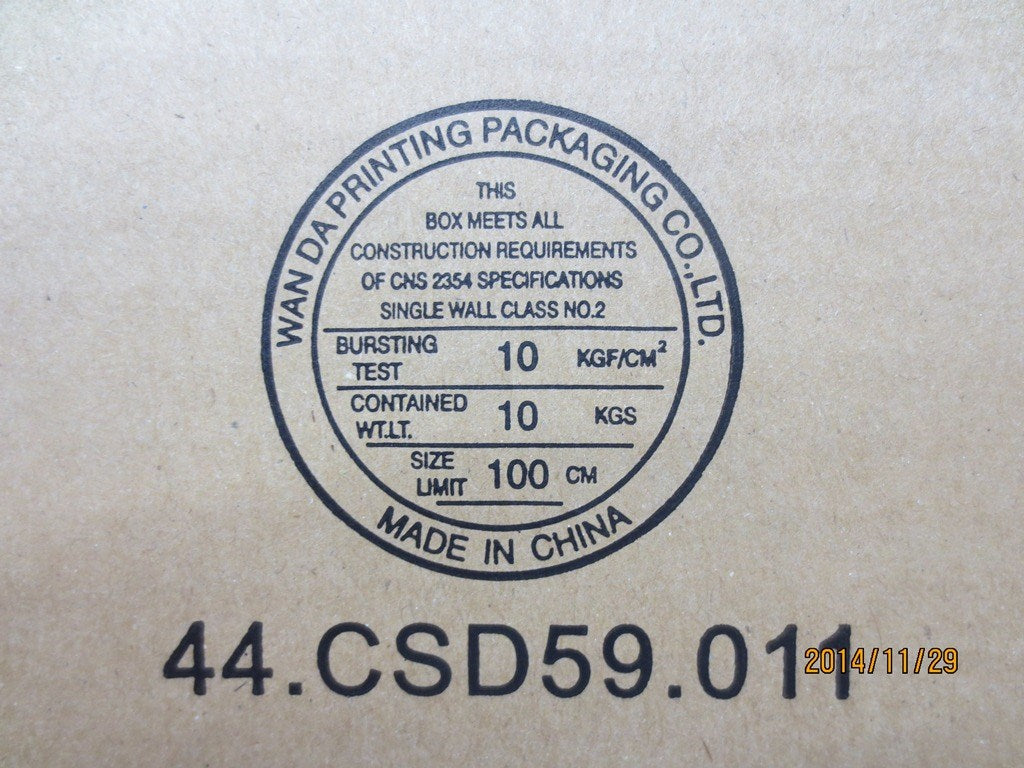 WAN DA PRINTING PACKAGING CO.,LTD.
THIS
BOX MEETS ALL
CONSTRUCTION REQUIREMENTS
OF CNS 2354 SPECIFICATIONS
SINGLE WALL CLASS NO.2
BURSTING TEST 10 KGF/CM²
CONTAINED WT.LT. 10 KGS
SIZE LIMIT 100 CM
MADE IN CHINA
44.CSD59.011
2014/11/29